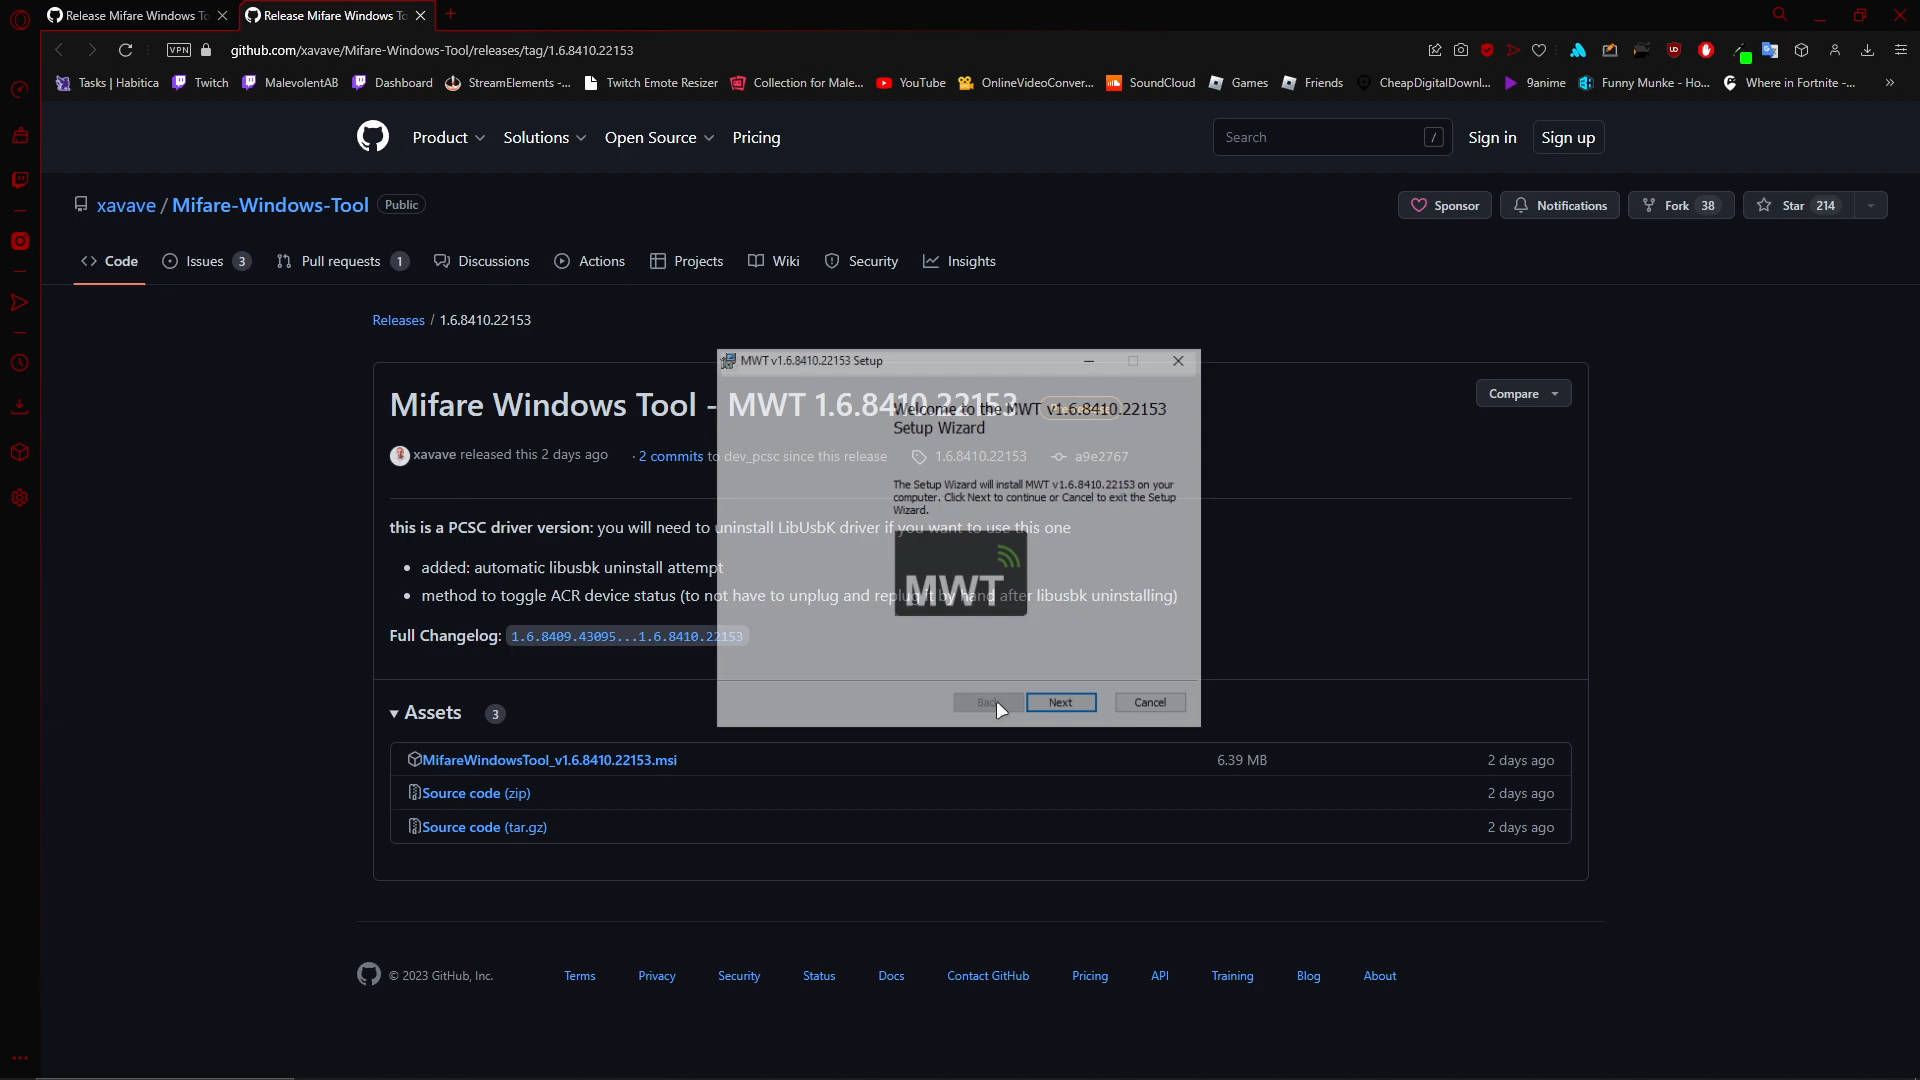 Release Mifare Windows To
Release Mifare Windows To
VPN
github.com/xavave/Mifare-Windows-Tool/releases/tag/1.6.8410.22153
Tasks | Habitica
Twitch
MalevolentAB
Dashboard
StreamElements -...
Twitch Emote Resizer
Collection for Male...
YouTube
OnlineVideoConver...
SoundCloud
Games
Friends
CheapDigitalDownl...
9anime
Funny Munke - Ho...
Where in Fortnite -...
»
Product
Solutions
Open Source
Pricing
Search
/
Sign in
Sign up
xavave / Mifare-Windows-Tool
Public
Sponsor
Notifications
Fork 38
Star 214
Code
Issues 3
Pull requests 1
Discussions
Actions
Projects
Wiki
Security
Insights
Releases / 1.6.8410.22153
MWT v1.6.8410.22153 Setup
Mifare Windows Tool - MWT 1.6.8410.22153
Compare
Welcome to the MWT v1.6.8410.22153
Setup Wizard
xavave released this 2 days ago
· 2 commits to dev_pcsc since this release
1.6.8410.22153
a9e2767
The Setup Wizard will install MWT v1.6.8410.22153 on your
computer. Click Next to continue or Cancel to exit the Setup
Wizard.
this is a PCSC driver version: you will need to uninstall LibUsbK driver if you want to use this one
added: automatic libusbk uninstall attempt
method to toggle ACR device status (to not have to unplug and replug it by hand after libusbk uninstalling)
MWT
Full Changelog: 1.6.8409.43095...1.6.8410.22153
Back
Next
Cancel
Assets 3
MifareWindowsTool_v1.6.8410.22153.msi
6.39 MB
2 days ago
Source code (zip)
2 days ago
Source code (tar.gz)
2 days ago
© 2023 GitHub, Inc.
Terms
Privacy
Security
Status
Docs
Contact GitHub
Pricing
API
Training
Blog
About